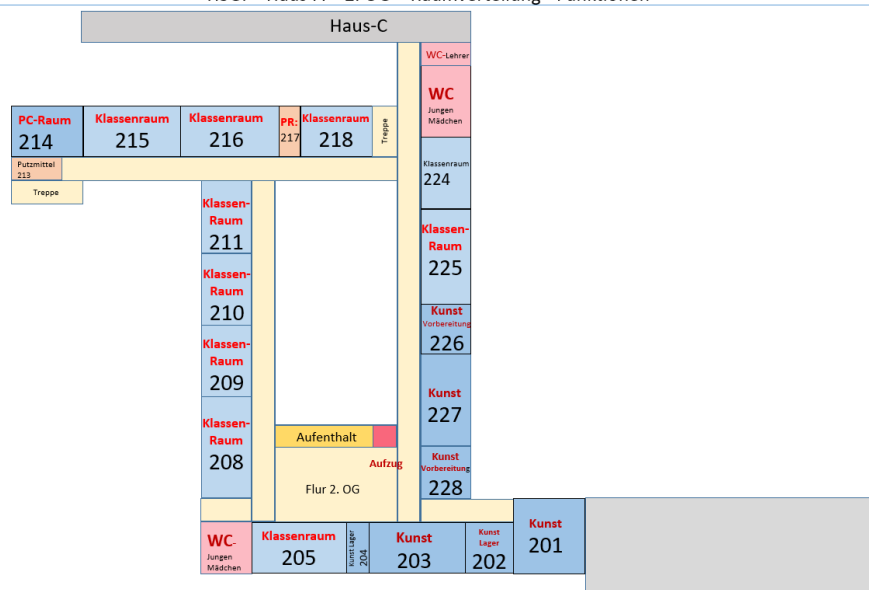 Haus-C
WC-Lehrer
WC
Jungen
Mädchen
PC-Raum
214
Klassenraum
215
Klassenraum
216
PR:
217
Klassenraum
218
Treppe
Putzmittel
213
Treppe
Klassenraum
224
Klassen-
Raum
211
Klassen-
Raum
225
Klassen-
Raum
210
Kunst
Vorbereitung
226
Klassen-
Raum
209
Kunst
227
Klassen-
Raum
208
Aufenthalt
Aufzug
Kunst
Vorbereitung
228
Flur 2. OG
WC-
Jungen
Mädchen
Klassenraum
205
Kunst Lager
204
Kunst
203
Kunst
Lager
202
Kunst
201